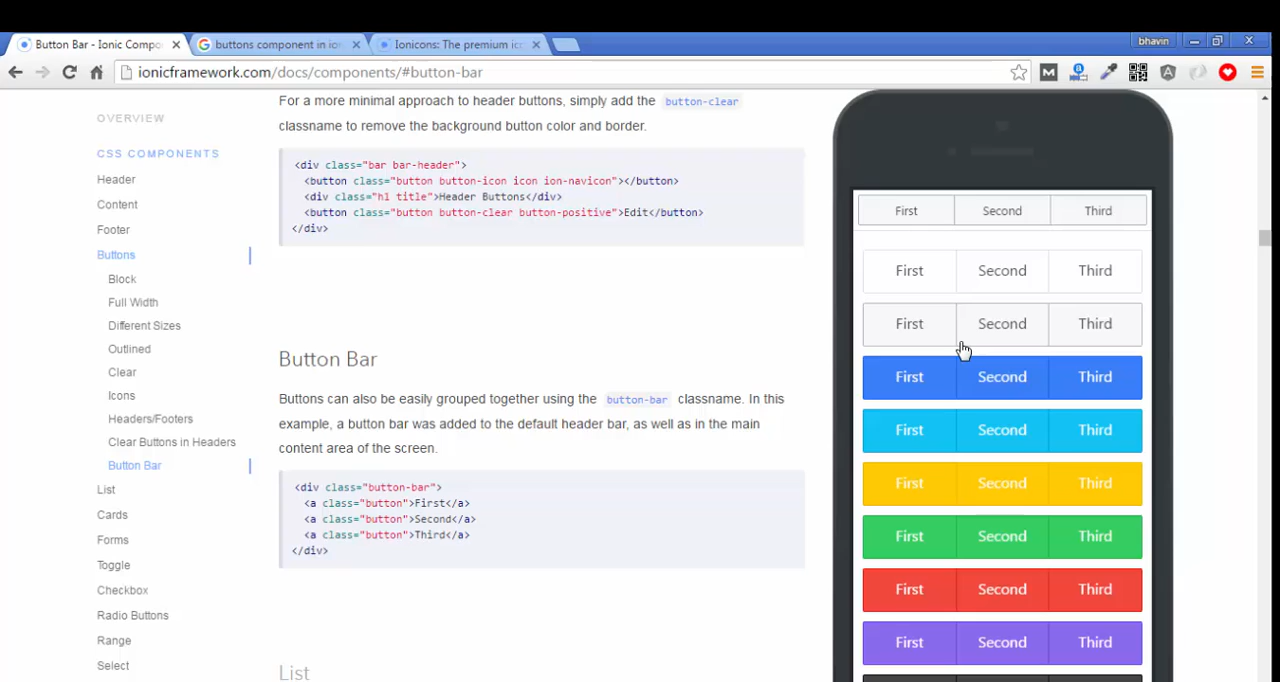 Button Bar - Ionic Compo
buttons component in io
Ionicons: The premium ic
bhavin
ionicframework.com/docs/components/#button-bar
OVERVIEW
CSS COMPONENTS
Header
Content
Footer
Buttons
Block
Full Width
Different Sizes
Outlined
Clear
Icons
Headers/Footers
Clear Buttons in Headers
Button Bar
List
Cards
Forms
Toggle
Checkbox
Radio Buttons
Range
Select
For a more minimal approach to header buttons, simply add the button-clear
classname to remove the background button color and border.
<div class="bar bar-header">
<button class="button button-icon icon ion-navicon"></button>
<div class="h1 title">Header Buttons</div>
<button class="button button-clear button-positive">Edit</button>
</div>
Button Bar
Buttons can also be easily grouped together using the button-bar classname. In this
example, a button bar was added to the default header bar, as well as in the main
content area of the screen.
<div class="button-bar">
<a class="button">First</a>
<a class="button">Second</a>
<a class="button">Third</a>
</div>
List
First Second Third
First Second Third
First Second Third
First Second Third
First Second Third
First Second Third
First Second Third
First Second Third
First Second Third